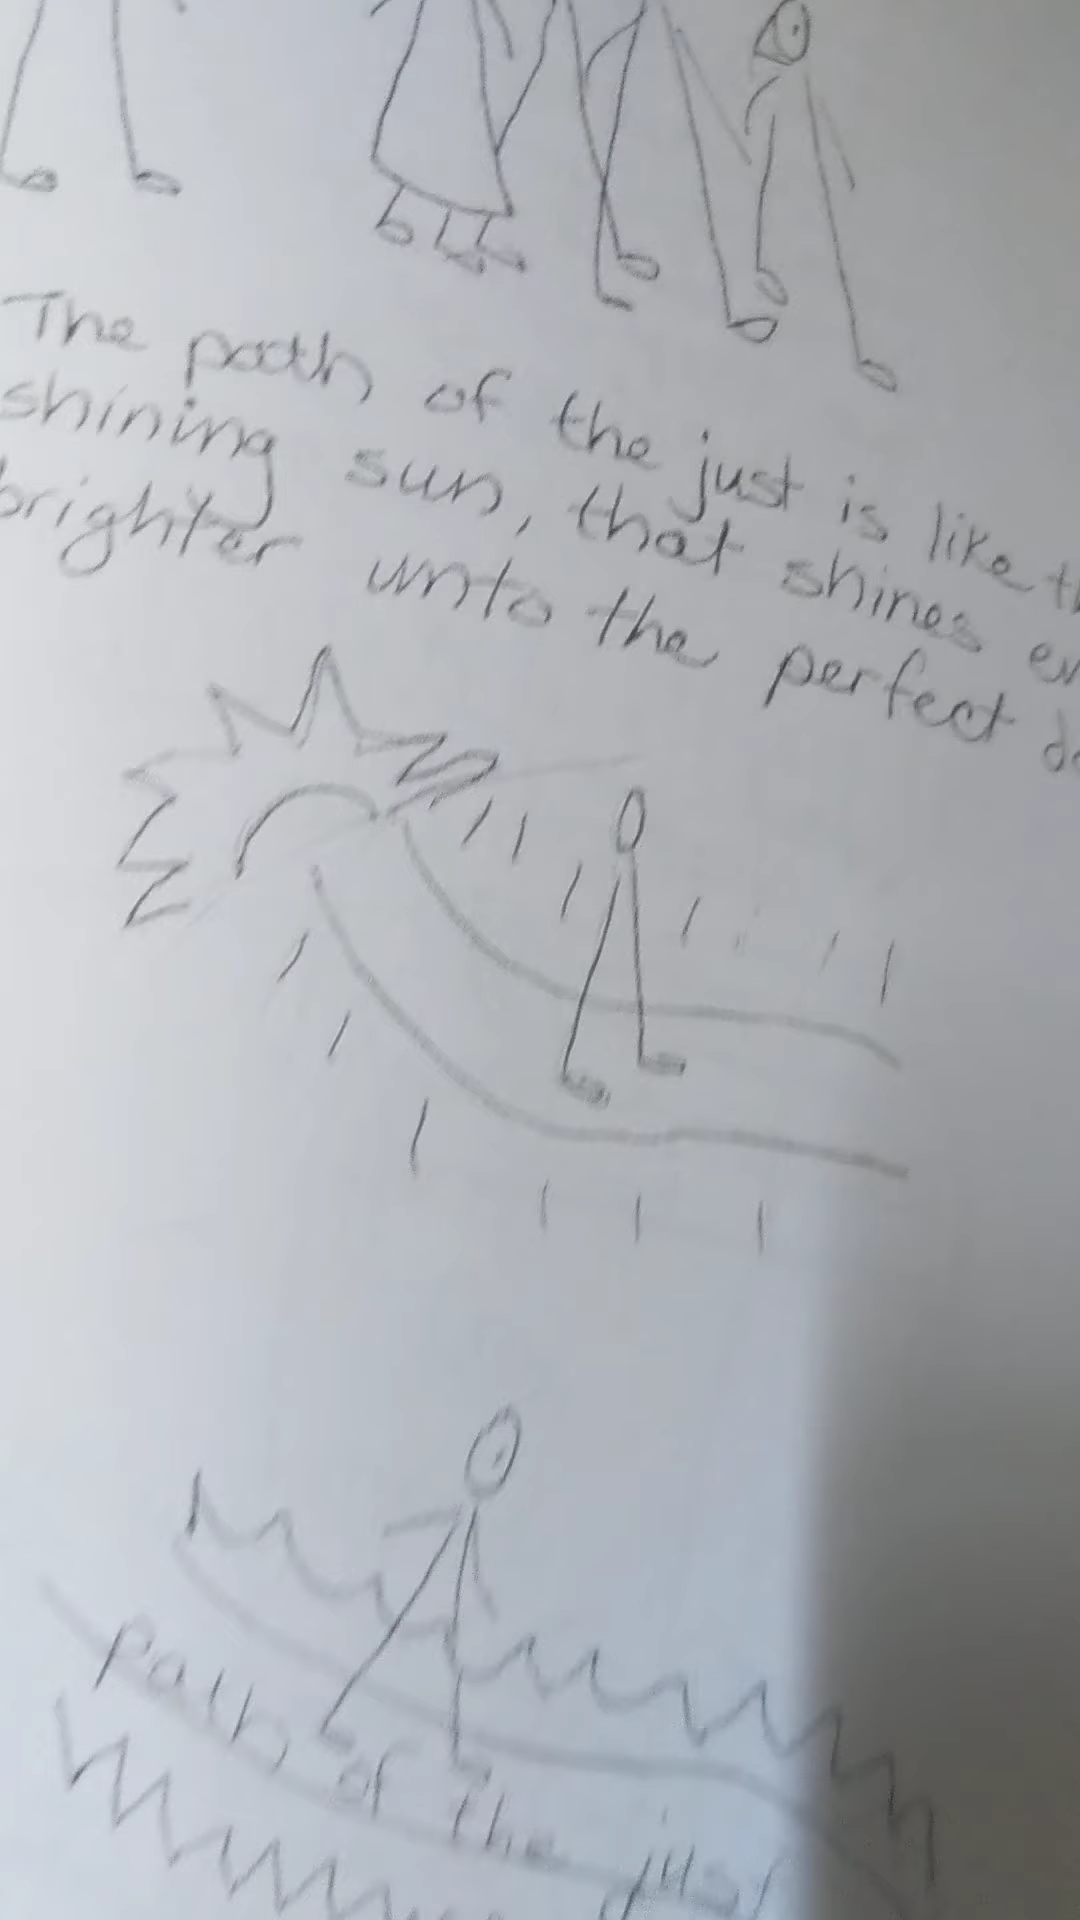 The path of the just is like
shining sun, that shines
brighter unto the perfect
Path of the just